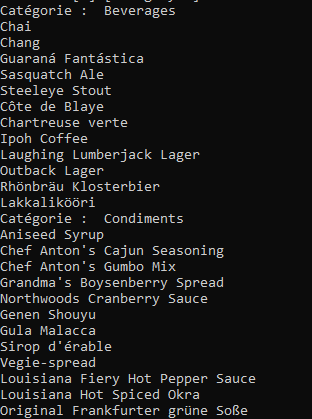 Catégorie :  Beverages
Chai
Chang
Guaraná Fantástica
Sasquatch Ale
Steeleye Stout
Côte de Blaye
Chartreuse verte
Ipoh Coffee
Laughing Lumberjack Lager
Outback Lager
Rhönbräu Klosterbier
Lakkalikööri
Catégorie :  Condiments
Aniseed Syrup
Chef Anton's Cajun Seasoning
Chef Anton's Gumbo Mix
Grandma's Boysenberry Spread
Northwoods Cranberry Sauce
Genen Shouyu
Gula Malacca
Sirop d'érable
Vegie-spread
Louisiana Fiery Hot Pepper Sauce
Louisiana Hot Spiced Okra
Original Frankfurter grüne Soße